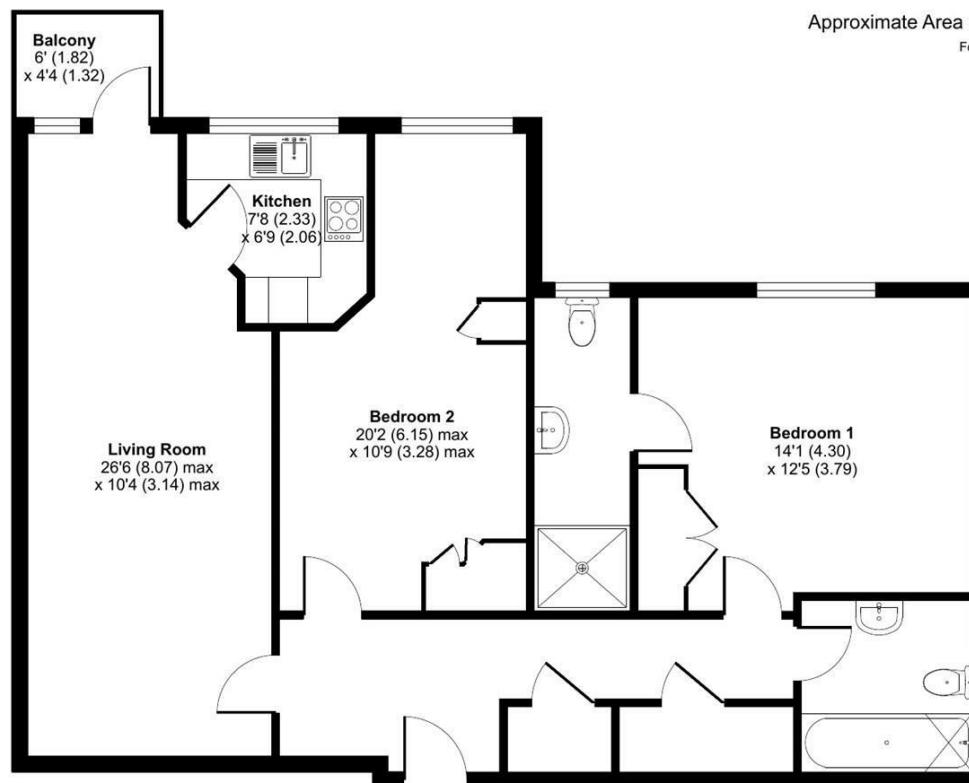 Approximate Area
Balcony
6' (1.82)
x 4'4 (1.32)
Kitchen
7'8 (2.33)
x 6'9 (2.06)
Bedroom 2
20'2 (6.15) max
x 10'9 (3.28) max
Living Room
26'6 (8.07) max
x 10'4 (3.14) max
Bedroom 1
14'1 (4.30)
x 12'5 (3.79)